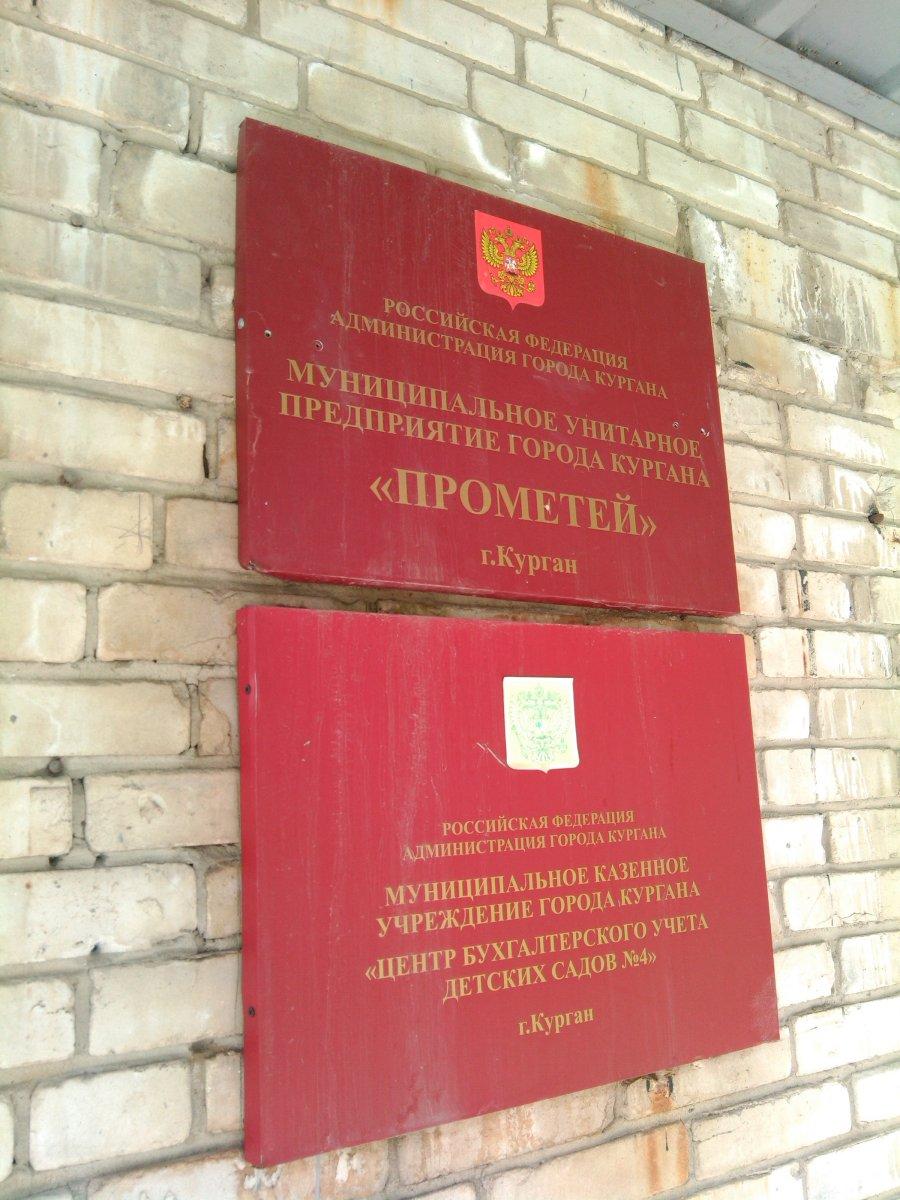 РОССИЙСКАЯ ФЕДЕРАЦИЯ
АДМИНИСТРАЦИЯ ГОРОДА КУРГАНА
МУНИЦИПАЛЬНОЕ УНИТАРНОЕ
ПРЕДПРИЯТИЕ ГОРОДА КУРГАНА
«ПРОМЕТЕЙ»
г.Курган
РОССИЙСКАЯ ФЕДЕРАЦИЯ
АДМИНИСТРАЦИЯ ГОРОДА КУРГАНА
МУНИЦИПАЛЬНОЕ КАЗЕННОЕ
УЧРЕЖДЕНИЕ ГОРОДА КУРГАНА
«ЦЕНТР БУХГАЛТЕРСКОГО УЧЕТА
ДЕТСКИХ САДОВ №4»
г.Курган